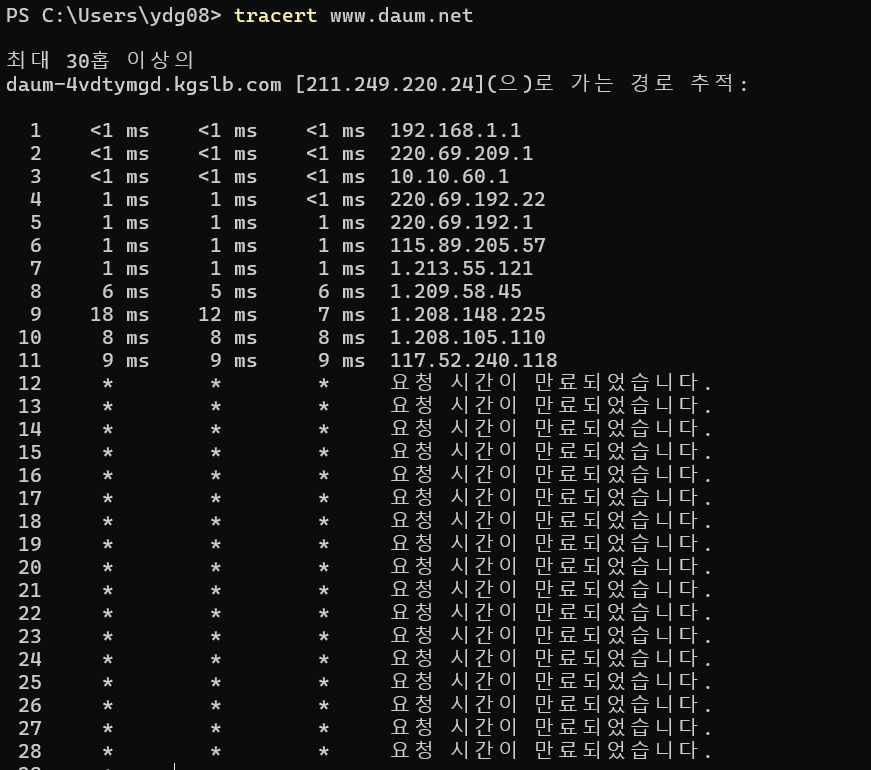 PS C:\Users\ydg08> tracert www.daum.net
최대 30홉 이상의
daum-4vdtymgd.kgslb.com [211.249.220.24](으)로 가는 경로 추적:
1 <1 ms <1 ms <1 ms 192.168.1.1
2 <1 ms <1 ms <1 ms 220.69.209.1
3 <1 ms <1 ms <1 ms 10.10.60.1
4 1 ms 1 ms <1 ms 220.69.192.22
5 1 ms 1 ms 1 ms 220.69.192.1
6 1 ms 1 ms 1 ms 115.89.205.57
7 1 ms 1 ms 1 ms 1.213.55.121
8 6 ms 5 ms 6 ms 1.209.58.45
9 18 ms 12 ms 7 ms 1.208.148.225
10 8 ms 8 ms 8 ms 1.208.105.110
11 9 ms 9 ms 9 ms 117.52.240.118
12 * * * 요청 시간이 만료되었습니다.
13 * * * 요청 시간이 만료되었습니다.
14 * * * 요청 시간이 만료되었습니다.
15 * * * 요청 시간이 만료되었습니다.
16 * * * 요청 시간이 만료되었습니다.
17 * * * 요청 시간이 만료되었습니다.
18 * * * 요청 시간이 만료되었습니다.
19 * * * 요청 시간이 만료되었습니다.
20 * * * 요청 시간이 만료되었습니다.
21 * * * 요청 시간이 만료되었습니다.
22 * * * 요청 시간이 만료되었습니다.
23 * * * 요청 시간이 만료되었습니다.
24 * * * 요청 시간이 만료되었습니다.
25 * * * 요청 시간이 만료되었습니다.
26 * * * 요청 시간이 만료되었습니다.
27 * * * 요청 시간이 만료되었습니다.
28 * * * 요청 시간이 만료되었습니다.